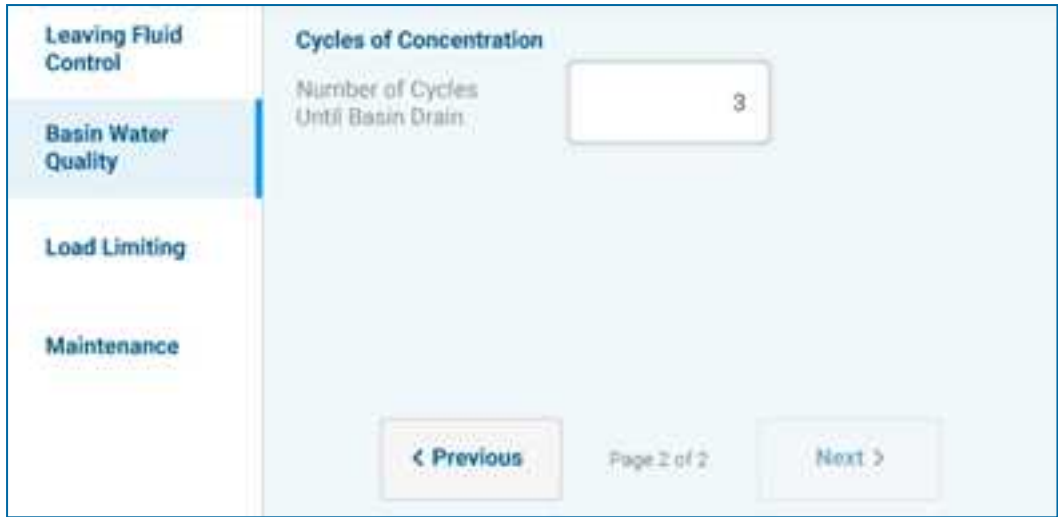 Leaving Fluid
Control
Basin Water
Quality
Load Limiting
Maintenance
Cycles of Concentration
Number of Cycles
Until Basin Drain
3
< Previous
Page 2 of 2
Next >